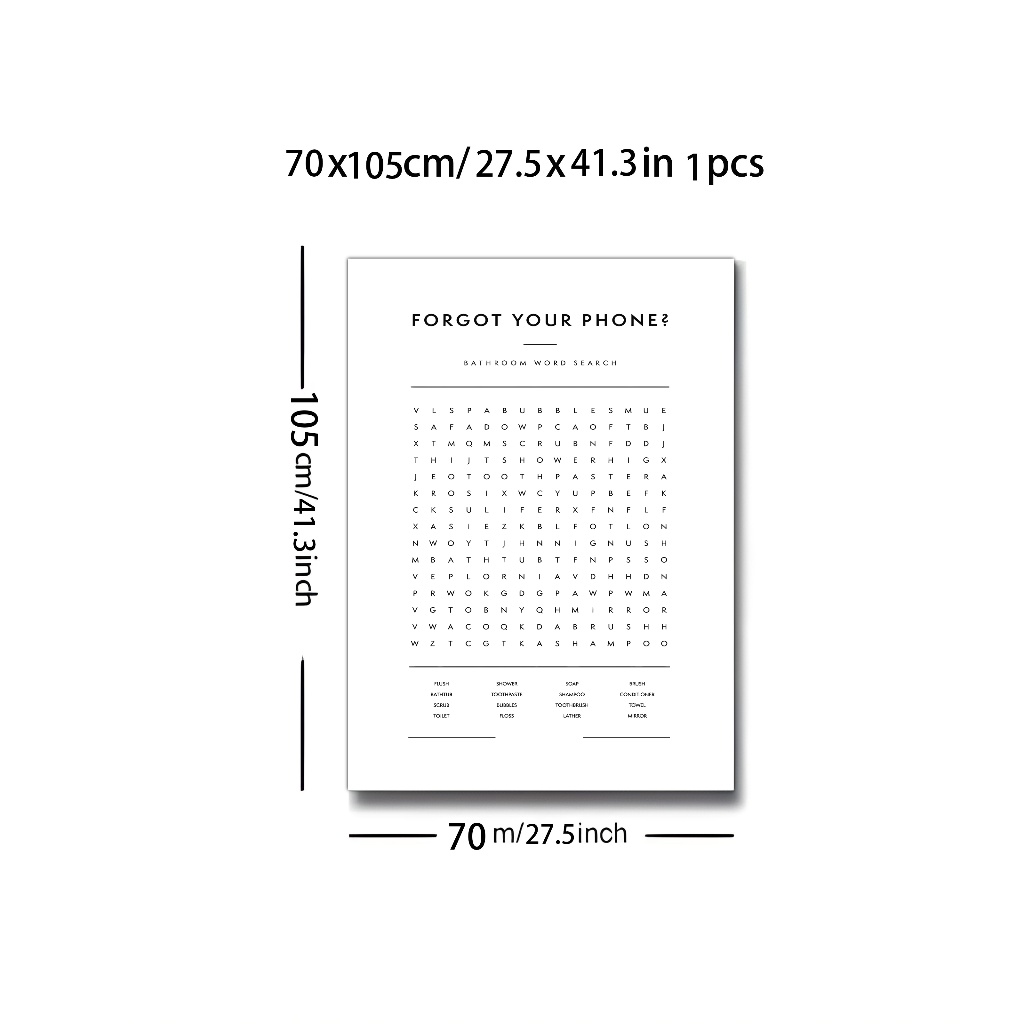 70x105cm/27.5x41.3in 1pcs
FORGOT YOUR PHONE?
BATHROOM WORD SEARCH
V L S P A B U B B L E S M U E
S A F A D O W P C A O F T B J
X T M Q M S C R U B N F D D J
T H I J T S H O W E R H I G X
J E O T O O T H P A S T E R A
K R O S I X W C Y U P B E F K
C K S U L I F E R X F N F L F
X A S I E Z K B L F O T L O N
N W O Y T J H N N I G N U S H
M B A T H T U B T F N P S S O
V E P L O R N I A V D H H D N
P R W O K G D G P A W P W M A
V G T O B N Y Q H M I R R O R
V W A C O Q K D A B R U S H H
W Z T C G T K A S H A M P O O
FLUSH SHOWER SOAP BRUSH
BATHTUB TOOTHPASTE SHAMPOO CONDITIONER
SCRUB BUBBLES TOOTHBRUSH TOWEL
TOILET FLOSS LATHER MIRROR
105cm/41.3inch
70 m/27.5inch